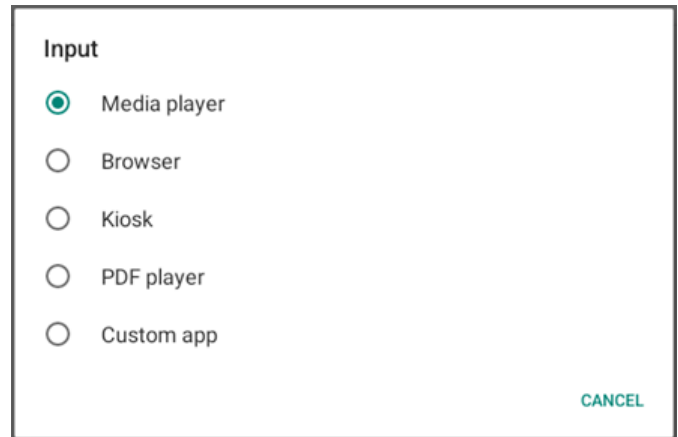 Input
Media player
Browser
Kiosk
PDF player
Custom app
CANCEL